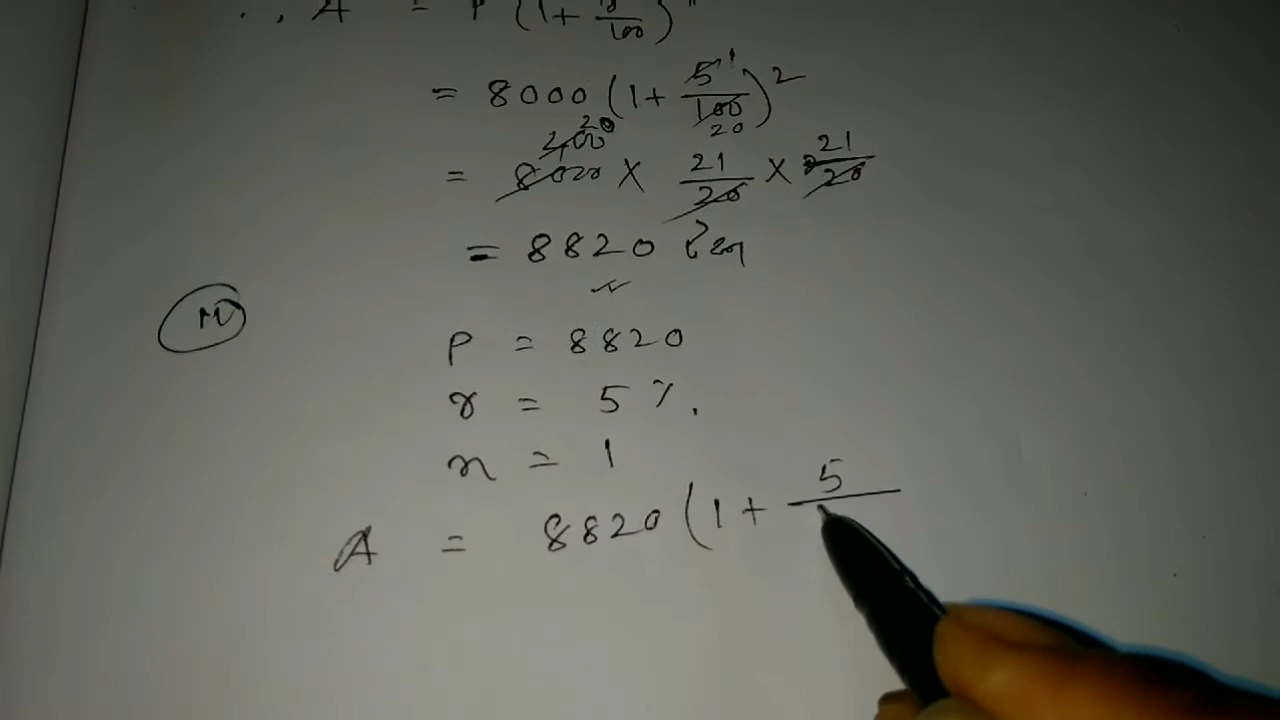 ∴ A = P (1 + r/100)^n
= 8000 (1 + 5/100)^2
= 8000 × 21/20 × 21/20
= 8820
P = 8820
r = 5 %.
n = 1
A = 8820 (1 + 5/